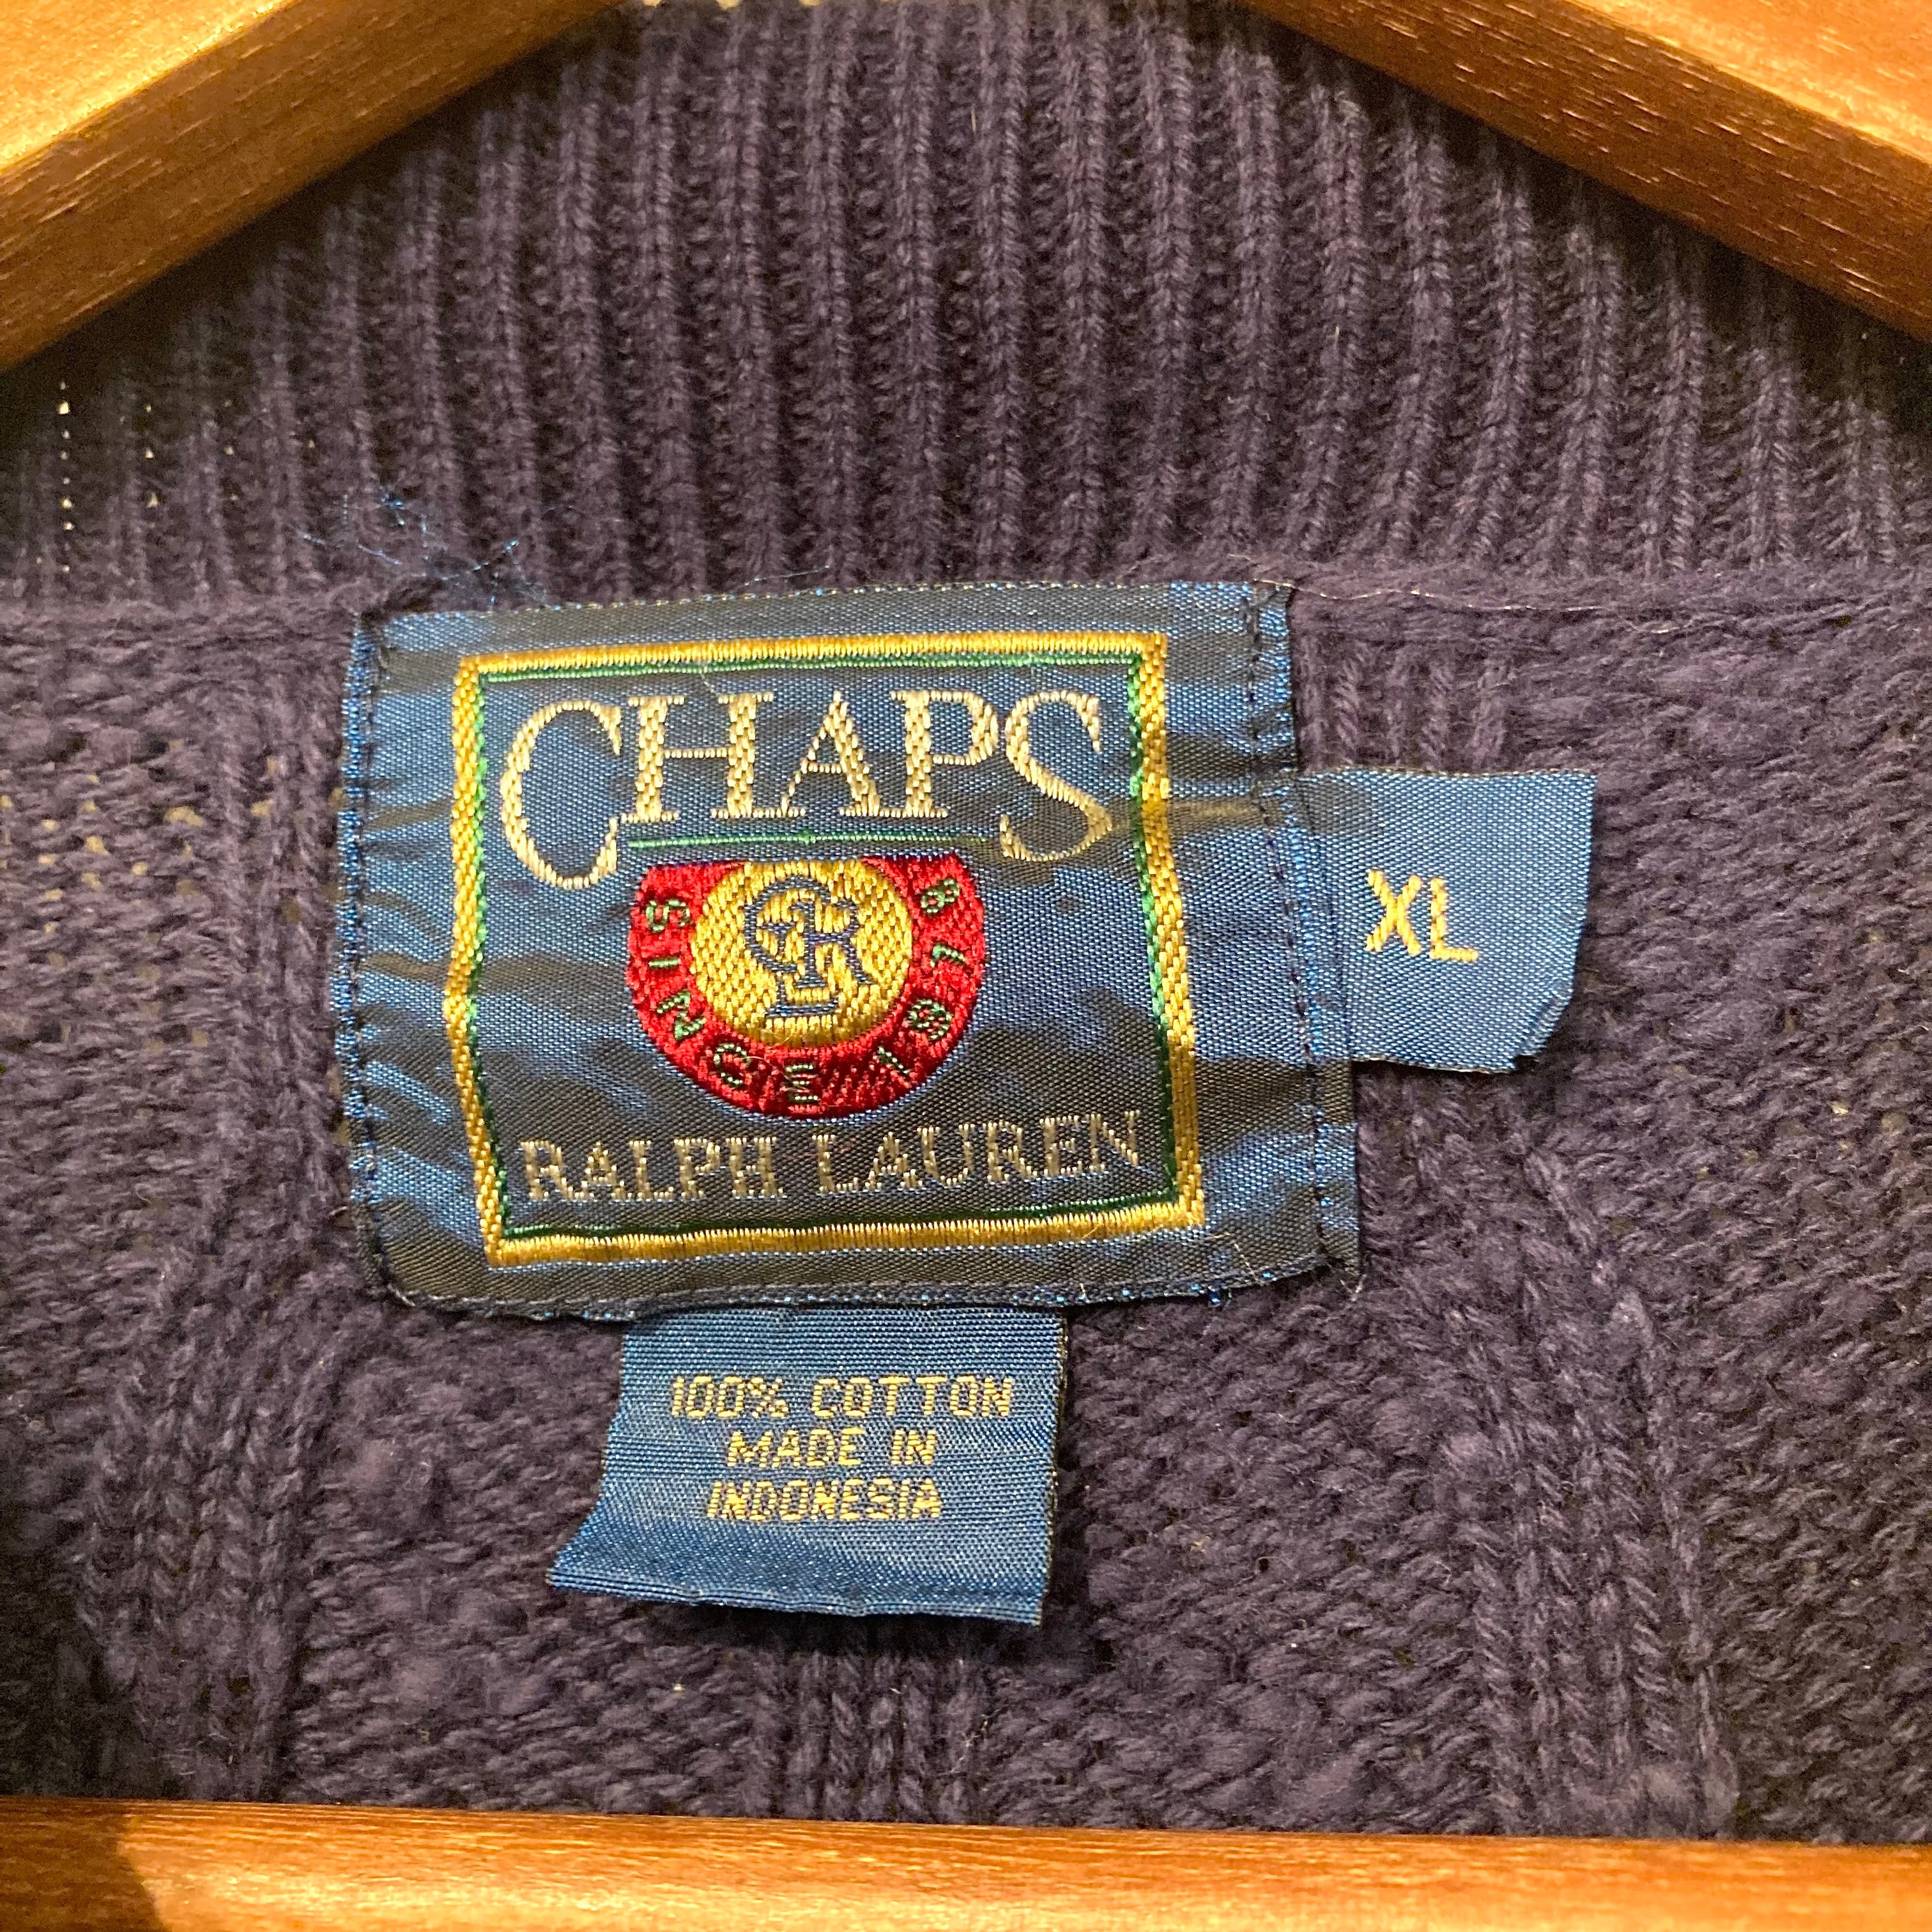 CHAPS
SINCE 1978
RALPH LAUREN
XL
100% COTTON
MADE IN
INDONESIA